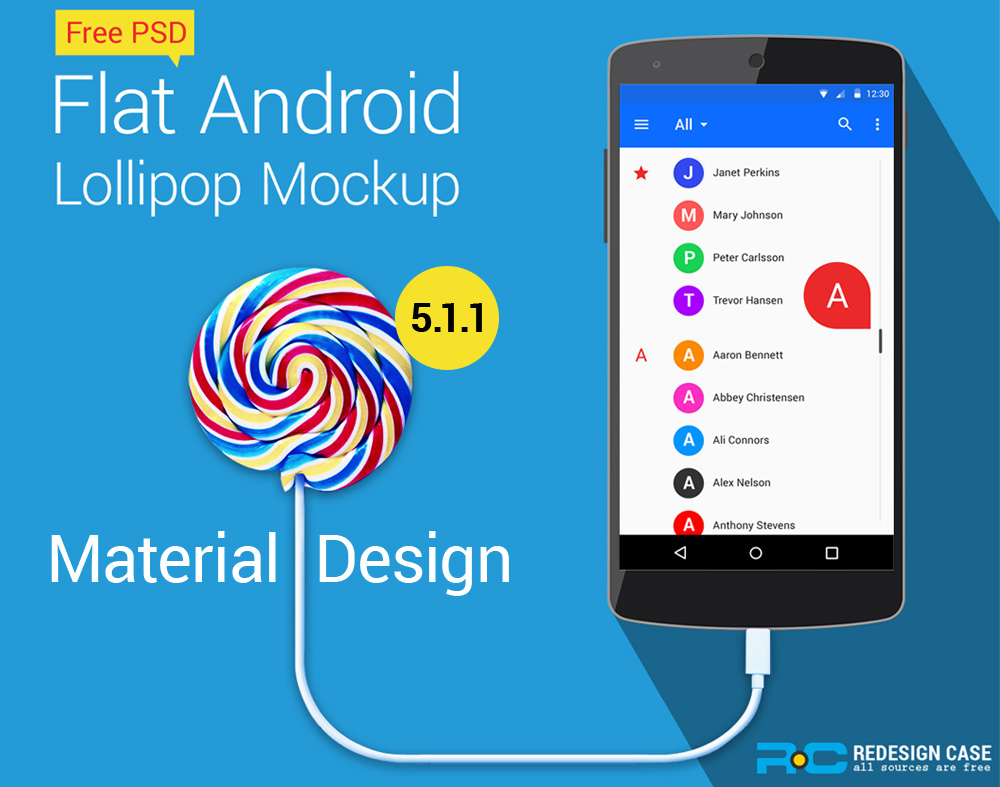 Free PSD
Flat Android
Lollipop Mockup
5.1.1
Material Design
12:30
All
J Janet Perkins
M Mary Johnson
P Peter Carlsson
T Trevor Hansen
A
A A Aaron Bennett
A Abbey Christensen
A Ali Connors
A Alex Nelson
A Anthony Stevens
RC REDESIGN CASE
all sources are free